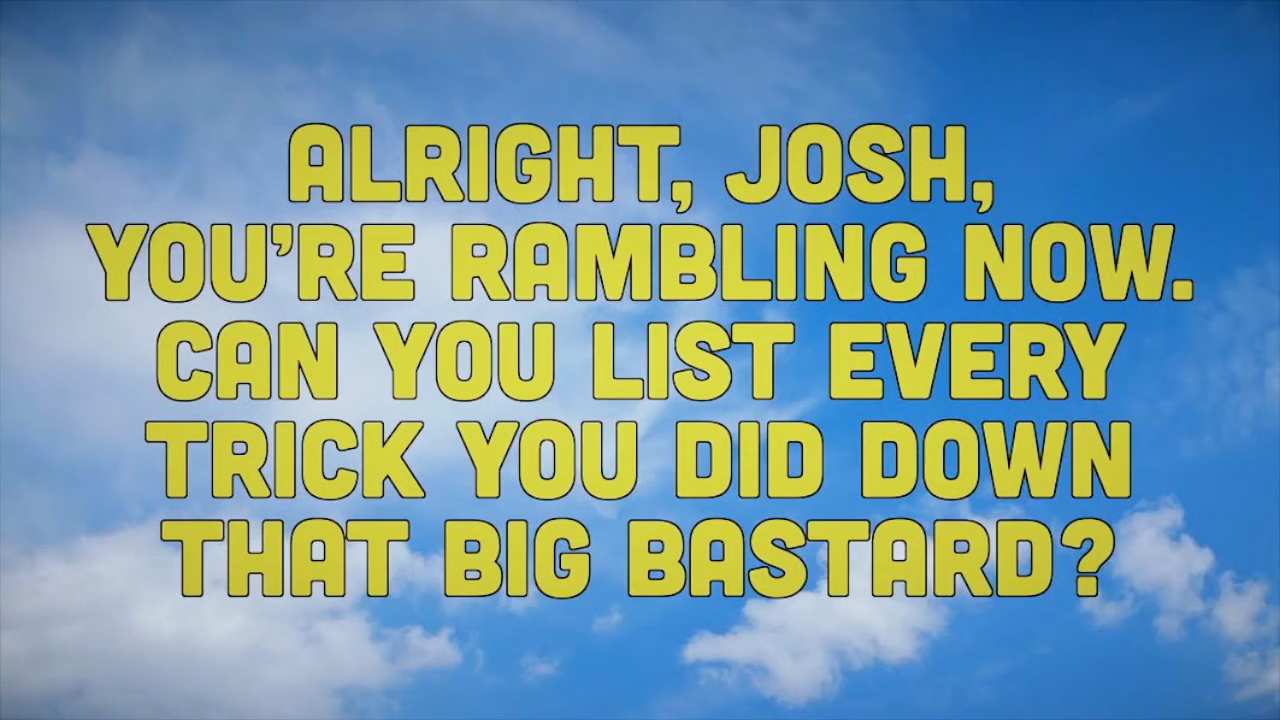 ALRIGHT, JOSH,
YOU'RE RAMBLING NOW.
CAN YOU LIST EVERY
TRICK YOU DID DOWN
THAT BIG BASTARD?